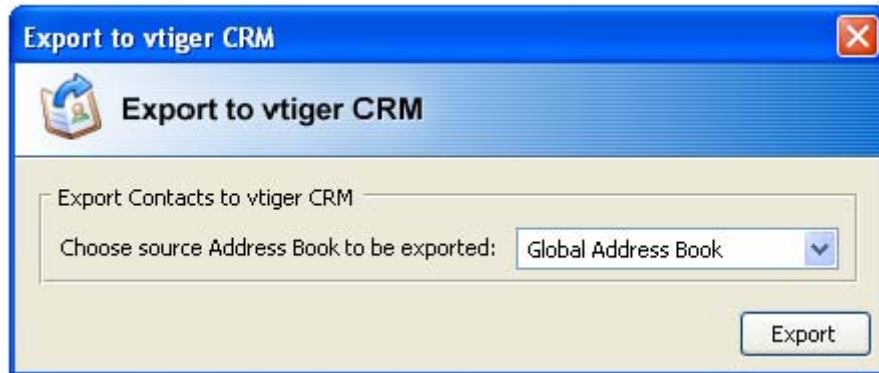 Export to vtiger CRM
Export to vtiger CRM
Export Contacts to vtiger CRM
Choose source Address Book to be exported: Global Address Book
Export